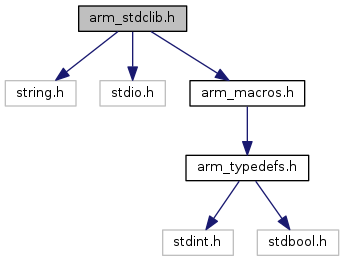 arm_stdclib.h
string.h
stdio.h
arm_macros.h
arm_typedefs.h
stdint.h
stdbool.h